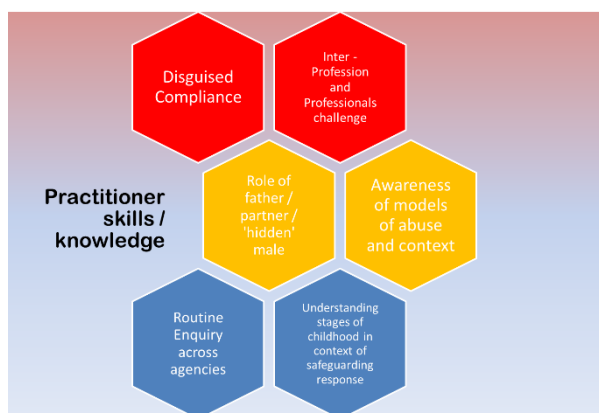 Disguised
Compliance
Inter -
Profession
and
Professionals
challenge
Practitioner
skills /
knowledge
Role of
father /
partner /
'hidden'
male
Awareness
of models
of abuse
and context
Routine
Enquiry
across
agencies
Understanding
stages of
childhood in
context of
safeguarding
response